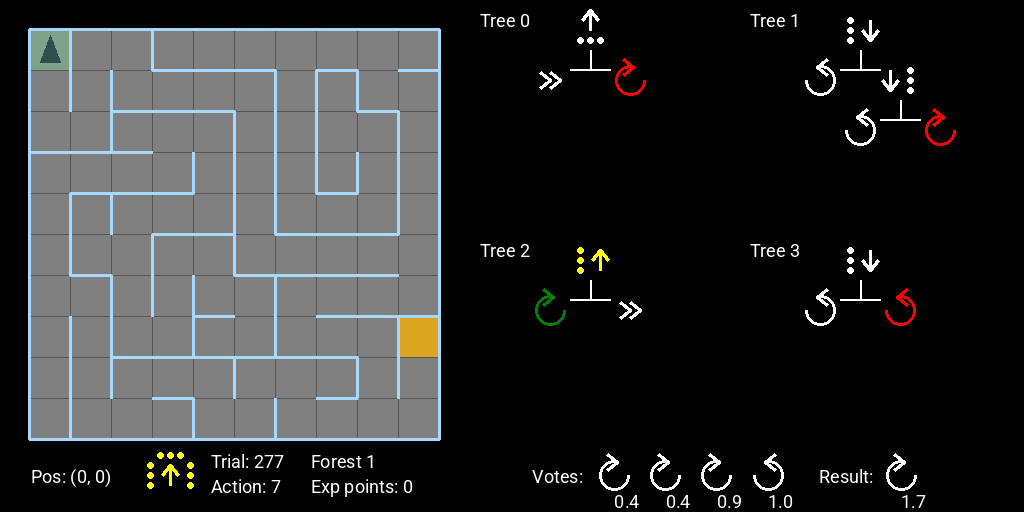 Tree 0
Tree 1
Tree 2
Tree 3
Pos: (0, 0)
Trial: 277
Forest 1
Action: 7
Exp points: 0
Votes:
0.4
0.4
0.9
1.0
Result:
1.7